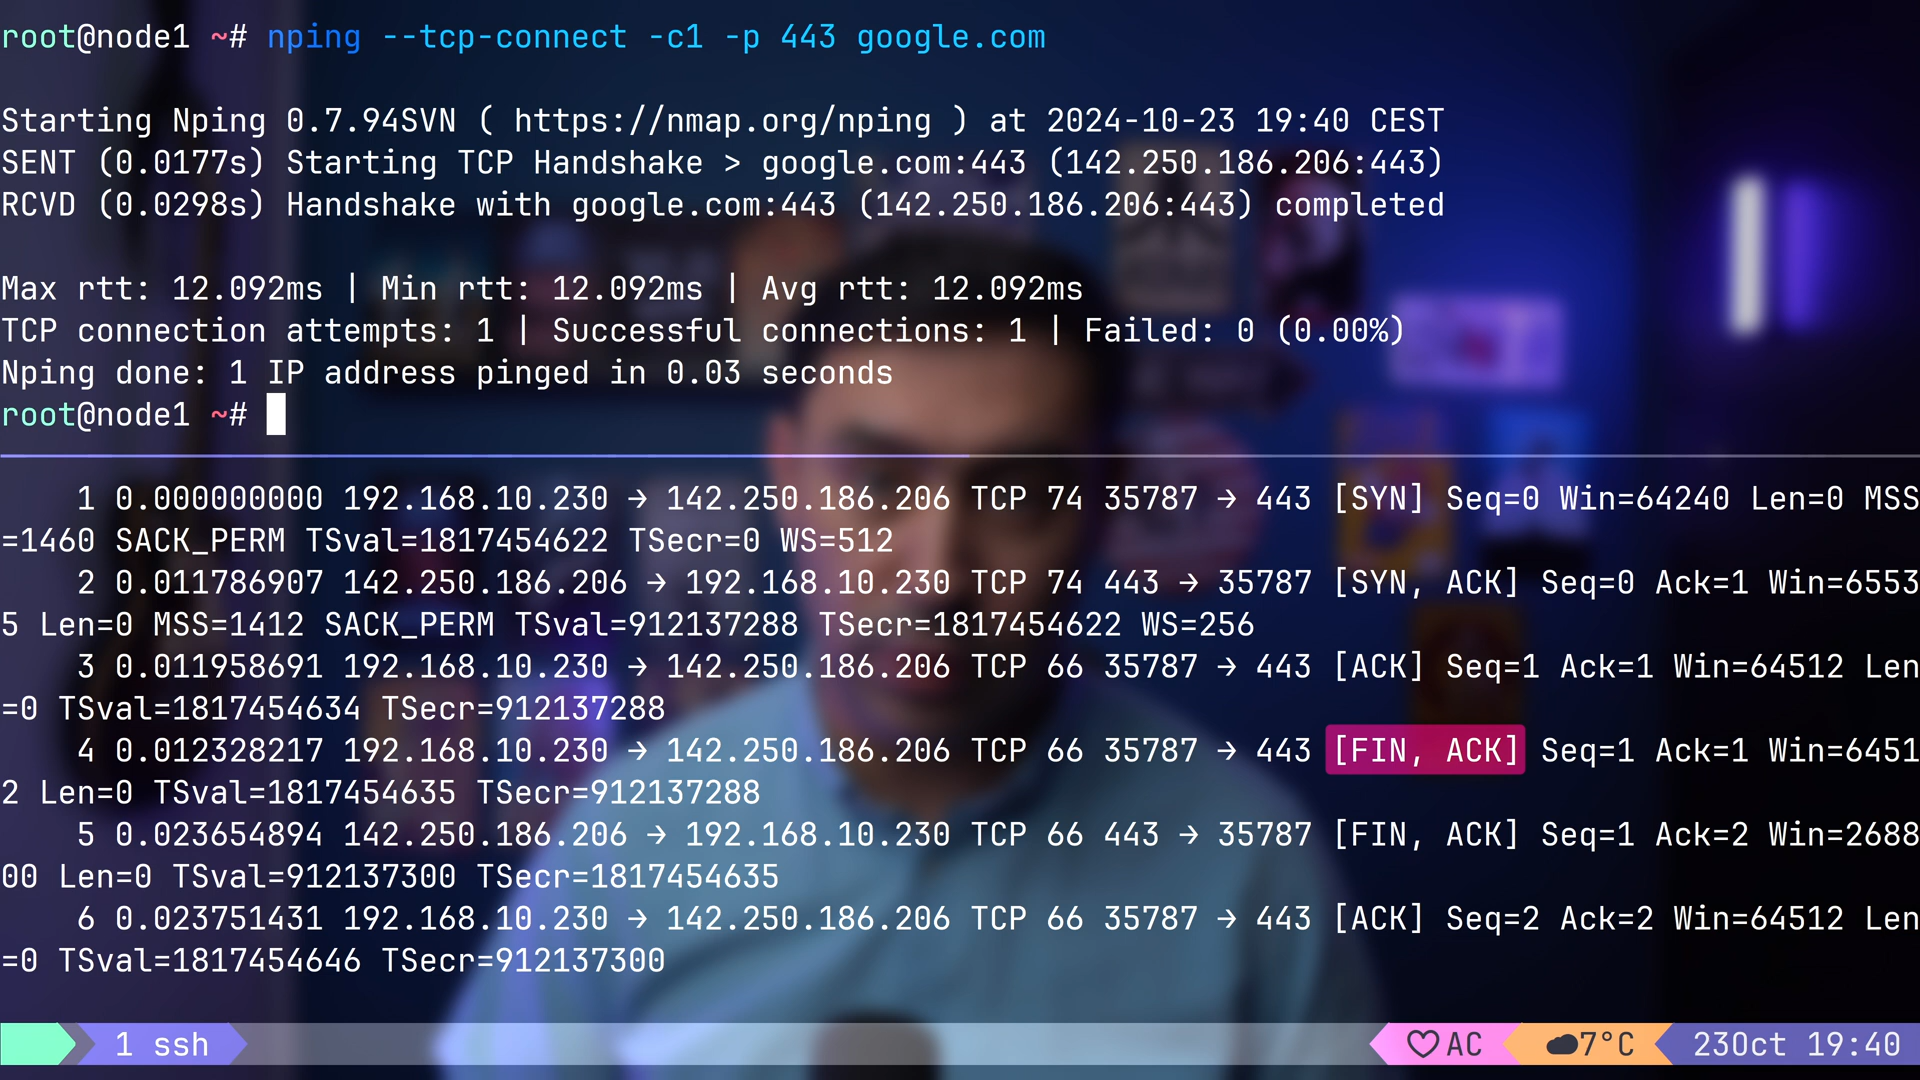 root@node1 ~# nping --tcp-connect -c1 -p 443 google.com
Starting Nping 0.7.94SVN ( https://nmap.org/nping ) at 2024-10-23 19:40 CEST
SENT (0.0177s) Starting TCP Handshake > google.com:443 (142.250.186.206:443)
RCVD (0.0298s) Handshake with google.com:443 (142.250.186.206:443) completed
Max rtt: 12.092ms | Min rtt: 12.092ms | Avg rtt: 12.092ms
TCP connection attempts: 1 | Successful connections: 1 | Failed: 0 (0.00%)
Nping done: 1 IP address pinged in 0.03 seconds
root@node1 ~#
1 0.000000000 192.168.10.230 → 142.250.186.206 TCP 74 35787 → 443 [SYN] Seq=0 Win=64240 Len=0 MSS
=1460 SACK_PERM TSval=1817454622 TSecr=0 WS=512
2 0.011786907 142.250.186.206 → 192.168.10.230 TCP 74 443 → 35787 [SYN, ACK] Seq=0 Ack=1 Win=6553
5 Len=0 MSS=1412 SACK_PERM TSval=912137288 TSecr=1817454622 WS=256
3 0.011958691 192.168.10.230 → 142.250.186.206 TCP 66 35787 → 443 [ACK] Seq=1 Ack=1 Win=64512 Len
=0 TSval=1817454634 TSecr=912137288
4 0.012328217 192.168.10.230 → 142.250.186.206 TCP 66 35787 → 443 [FIN, ACK] Seq=1 Ack=1 Win=6451
2 Len=0 TSval=1817454635 TSecr=912137288
5 0.023654894 142.250.186.206 → 192.168.10.230 TCP 66 443 → 35787 [FIN, ACK] Seq=1 Ack=2 Win=2688
00 Len=0 TSval=912137300 TSecr=1817454635
6 0.023751431 192.168.10.230 → 142.250.186.206 TCP 66 35787 → 443 [ACK] Seq=2 Ack=2 Win=64512 Len
=0 TSval=1817454646 TSecr=912137300
1 ssh
♡ AC
7°C
23Oct 19:40